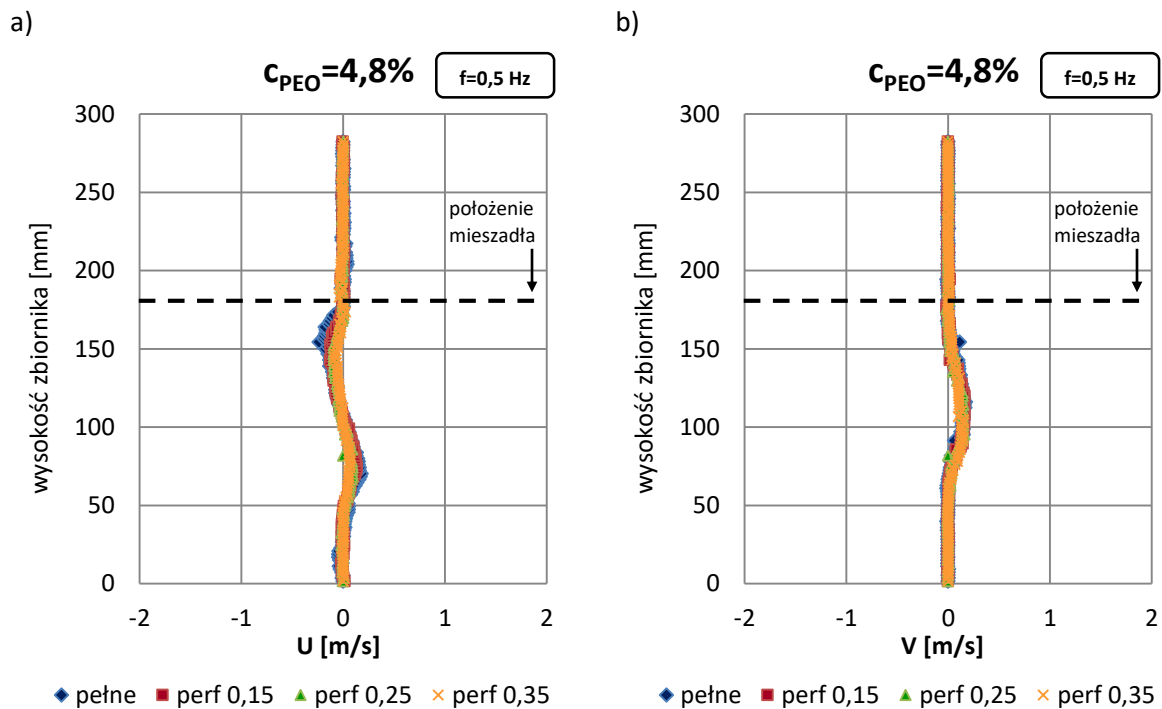 a)
c_PEO=4,8%
f=0,5 Hz
300
250
200
150
100
50
0
wysokość zbiornika [mm]
położenie
mieszadła
-2 -1 0 1 2
U [m/s]
pełne perf 0,15 perf 0,25 perf 0,35
b)
c_PEO=4,8%
f=0,5 Hz
300
250
200
150
100
50
0
wysokość zbiornika [mm]
położenie
mieszadła
-2 -1 0 1 2
V [m/s]
pełne perf 0,15 perf 0,25 perf 0,35